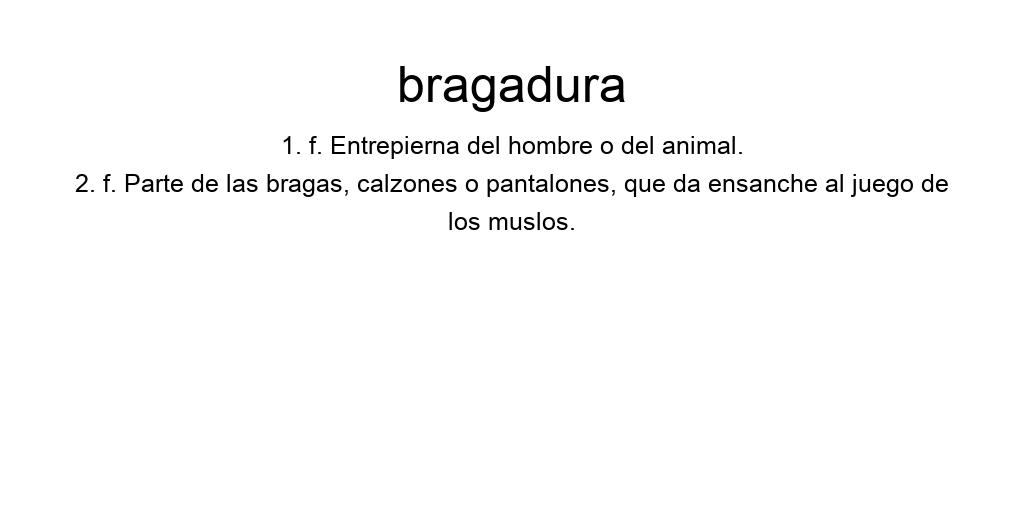 bragadura
1. f. Entrepierna del hombre o del animal.
2. f. Parte de las bragas, calzones o pantalones, que da ensanche al juego de
los muslos.